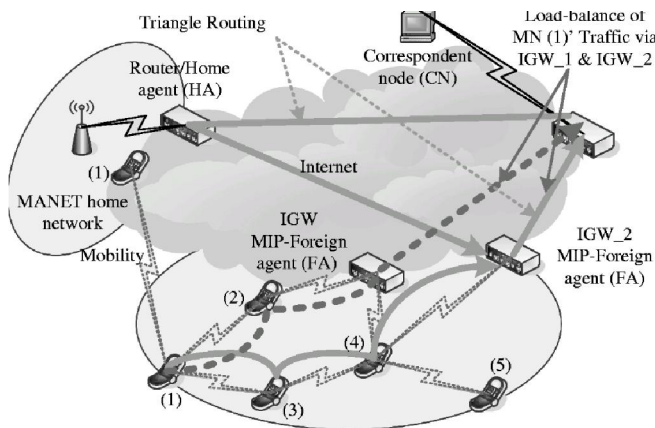 Triangle Routing
Load-balance of
MN (1)' Traffic via
IGW_1 & IGW_2
Correspondent
node (CN)
Router/Home
agent (HA)
(1)
MANET home
network
Internet
Mobility
IGW
MIP-Foreign
agent (FA)
IGW_2
MIP-Foreign
agent (FA)
(2)
(4)
(5)
(1)
(3)